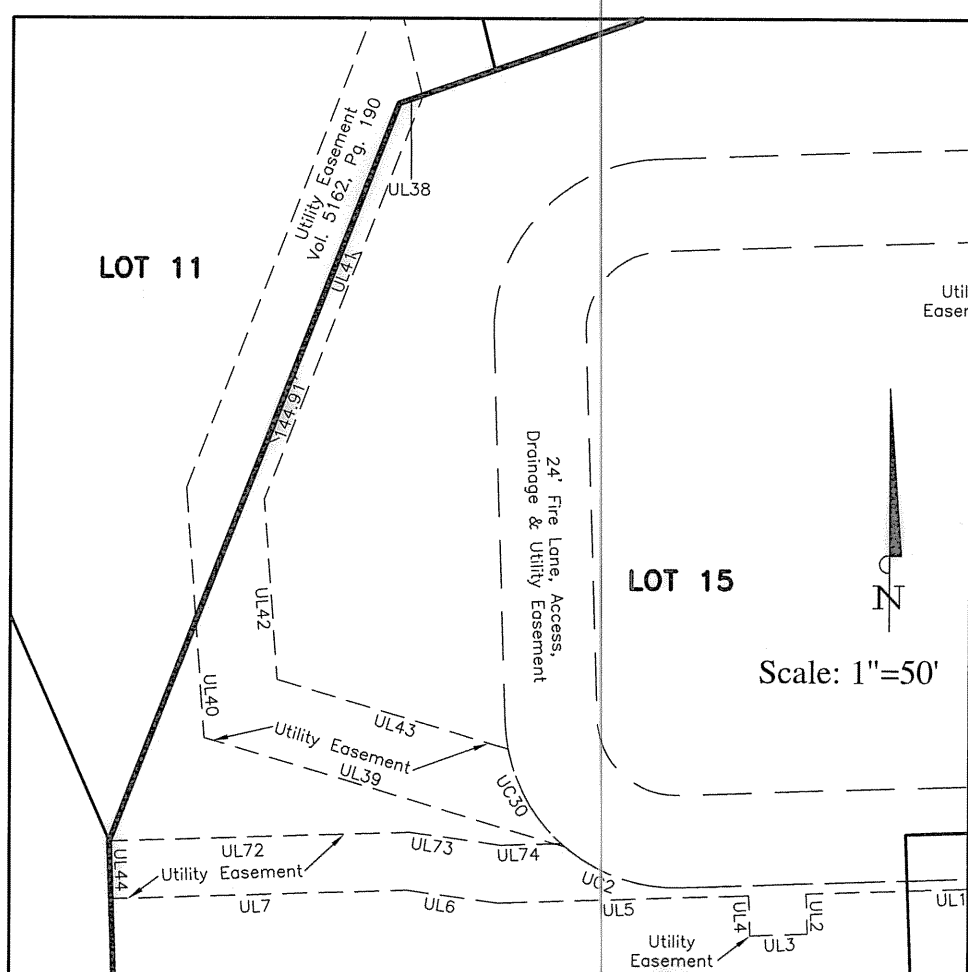 Utility Easement
Vol. 5162, Pg. 190
UL38
LOT 11
UL41
Util
Easer
144.91'
24' Fire Lane, Access,
Drainage & Utility Easement
LOT 15
N
UL42
Scale: 1"=50'
UL40
UL43
Utility Easement
UL39
UC30
UL72
UL73
UL74
UL44
Utility Easement
UC2
UL7
UL6
UL5
UL4
UL2
UL1
Utility
Easement
UL3